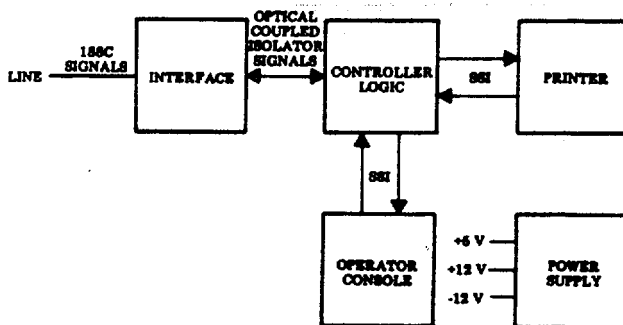 OPTICAL
COUPLED
ISOLATOR
SIGNALS
188C
SIGNALS
LINE
INTERFACE
CONTROLLER
LOGIC
SSI
PRINTER
SSI
OPERATOR
CONSOLE
+5 V
+12 V
-12 V
POWER
SUPPLY